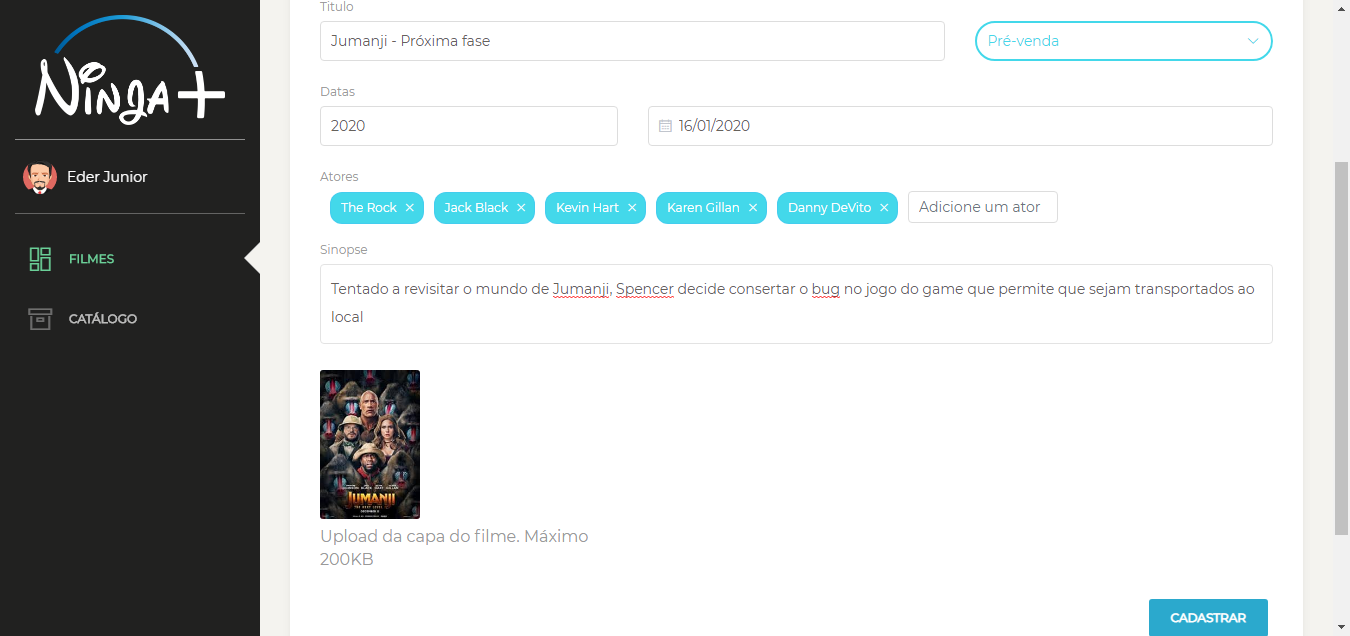 Ninja+
Eder Junior
FILMES
CATÁLOGO
Titulo
Jumanji - Próxima fase
Pré-venda
Datas
2020
16/01/2020
Atores
The Rock × Jack Black × Kevin Hart × Karen Gillan × Danny DeVito × Adicione um ator
Sinopse
Tentado a revisitar o mundo de Jumanji, Spencer decide consertar o bug no jogo do game que permite que sejam transportados ao
local
JUMANJI
THE NEXT LEVEL
Upload da capa do filme. Máximo
200KB
CADASTRAR